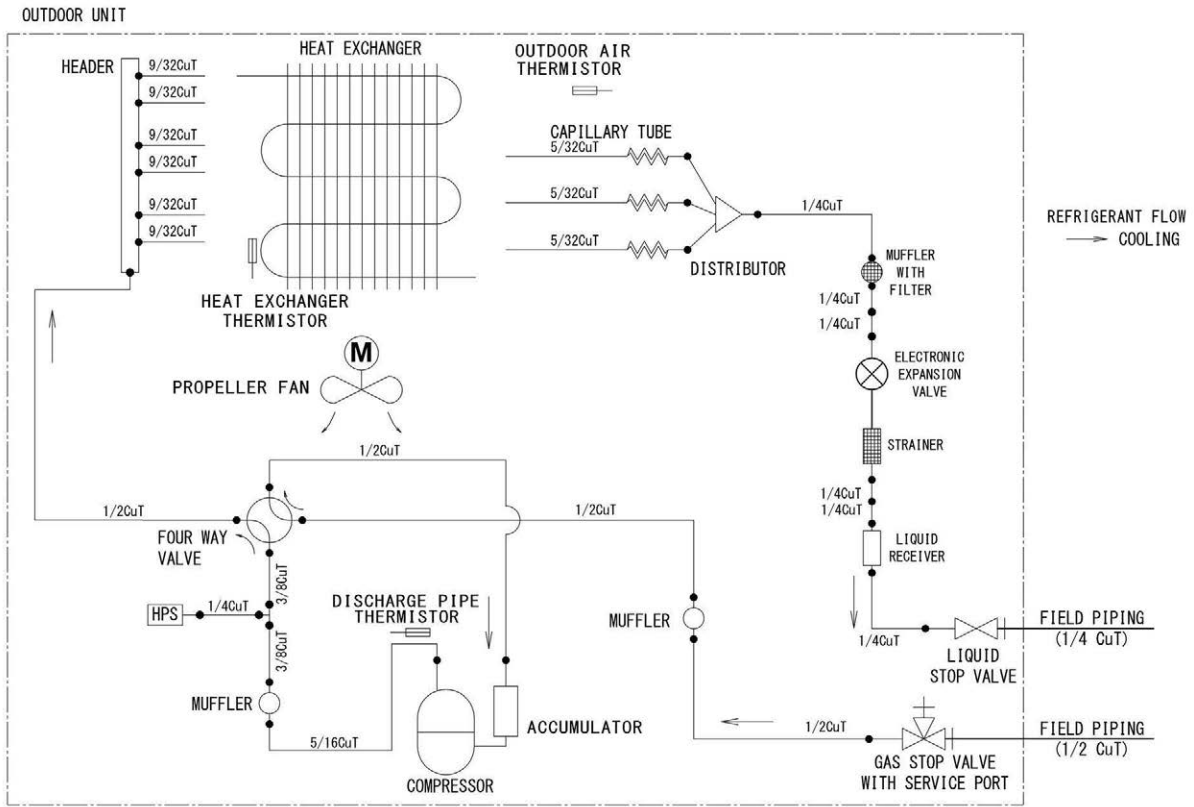 OUTDOOR UNIT
HEADER
9/32CuT
9/32CuT
9/32CuT
9/32CuT
9/32CuT
9/32CuT
HEAT EXCHANGER
HEAT EXCHANGER
THERMISTOR
OUTDOOR AIR
THERMISTOR
CAPILLARY TUBE
5/32CuT
5/32CuT
5/32CuT
DISTRIBUTOR
1/4CuT
MUFFLER
WITH
FILTER
1/4CuT
1/4CuT
ELECTRONIC
EXPANSION
VALVE
STRAINER
1/4CuT
1/4CuT
LIQUID
RECEIVER
1/4CuT
LIQUID
STOP VALVE
FIELD PIPING
(1/4 CuT)
REFRIGERANT FLOW
COOLING
M
PROPELLER FAN
1/2CuT
1/2CuT
FOUR WAY
VALVE
1/2CuT
3/8CuT
HPS
1/4CuT
3/8CuT
MUFFLER
5/16CuT
DISCHARGE PIPE
THERMISTOR
COMPRESSOR
ACCUMULATOR
MUFFLER
1/2CuT
GAS STOP VALVE
WITH SERVICE PORT
FIELD PIPING
(1/2 CuT)